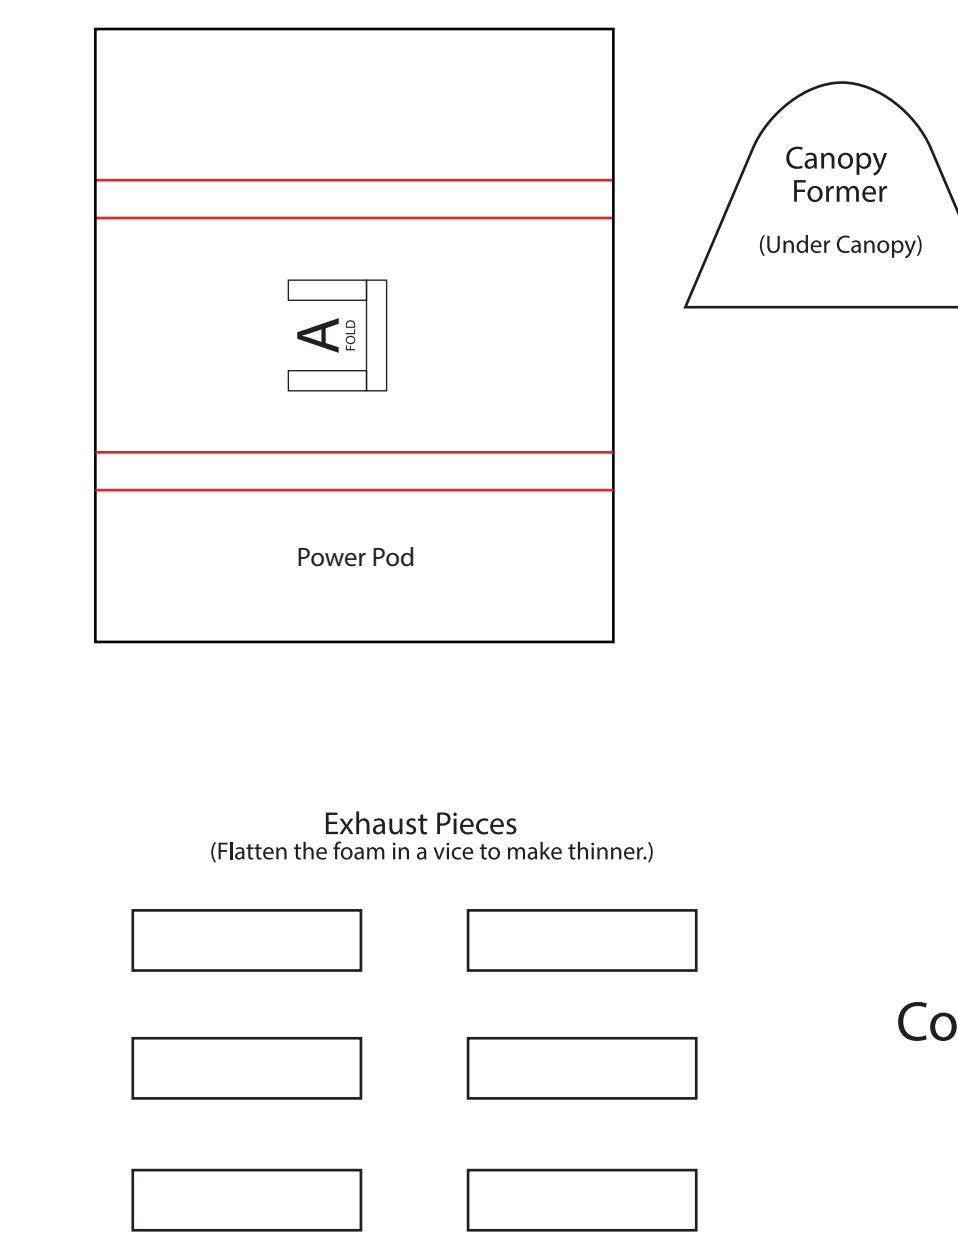 Canopy
Former
(Under Canopy)
A
FOLD
Power Pod
Exhaust Pieces
(Flatten the foam in a vice to make thinner.)
Co